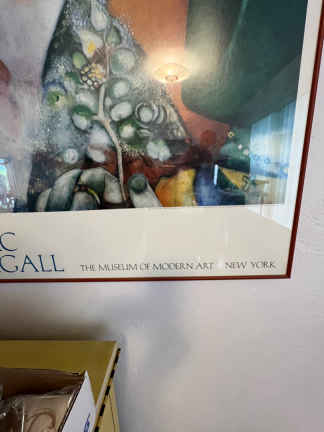 C
GALL THE MUSEUM OF MODERN ART NEW YORK